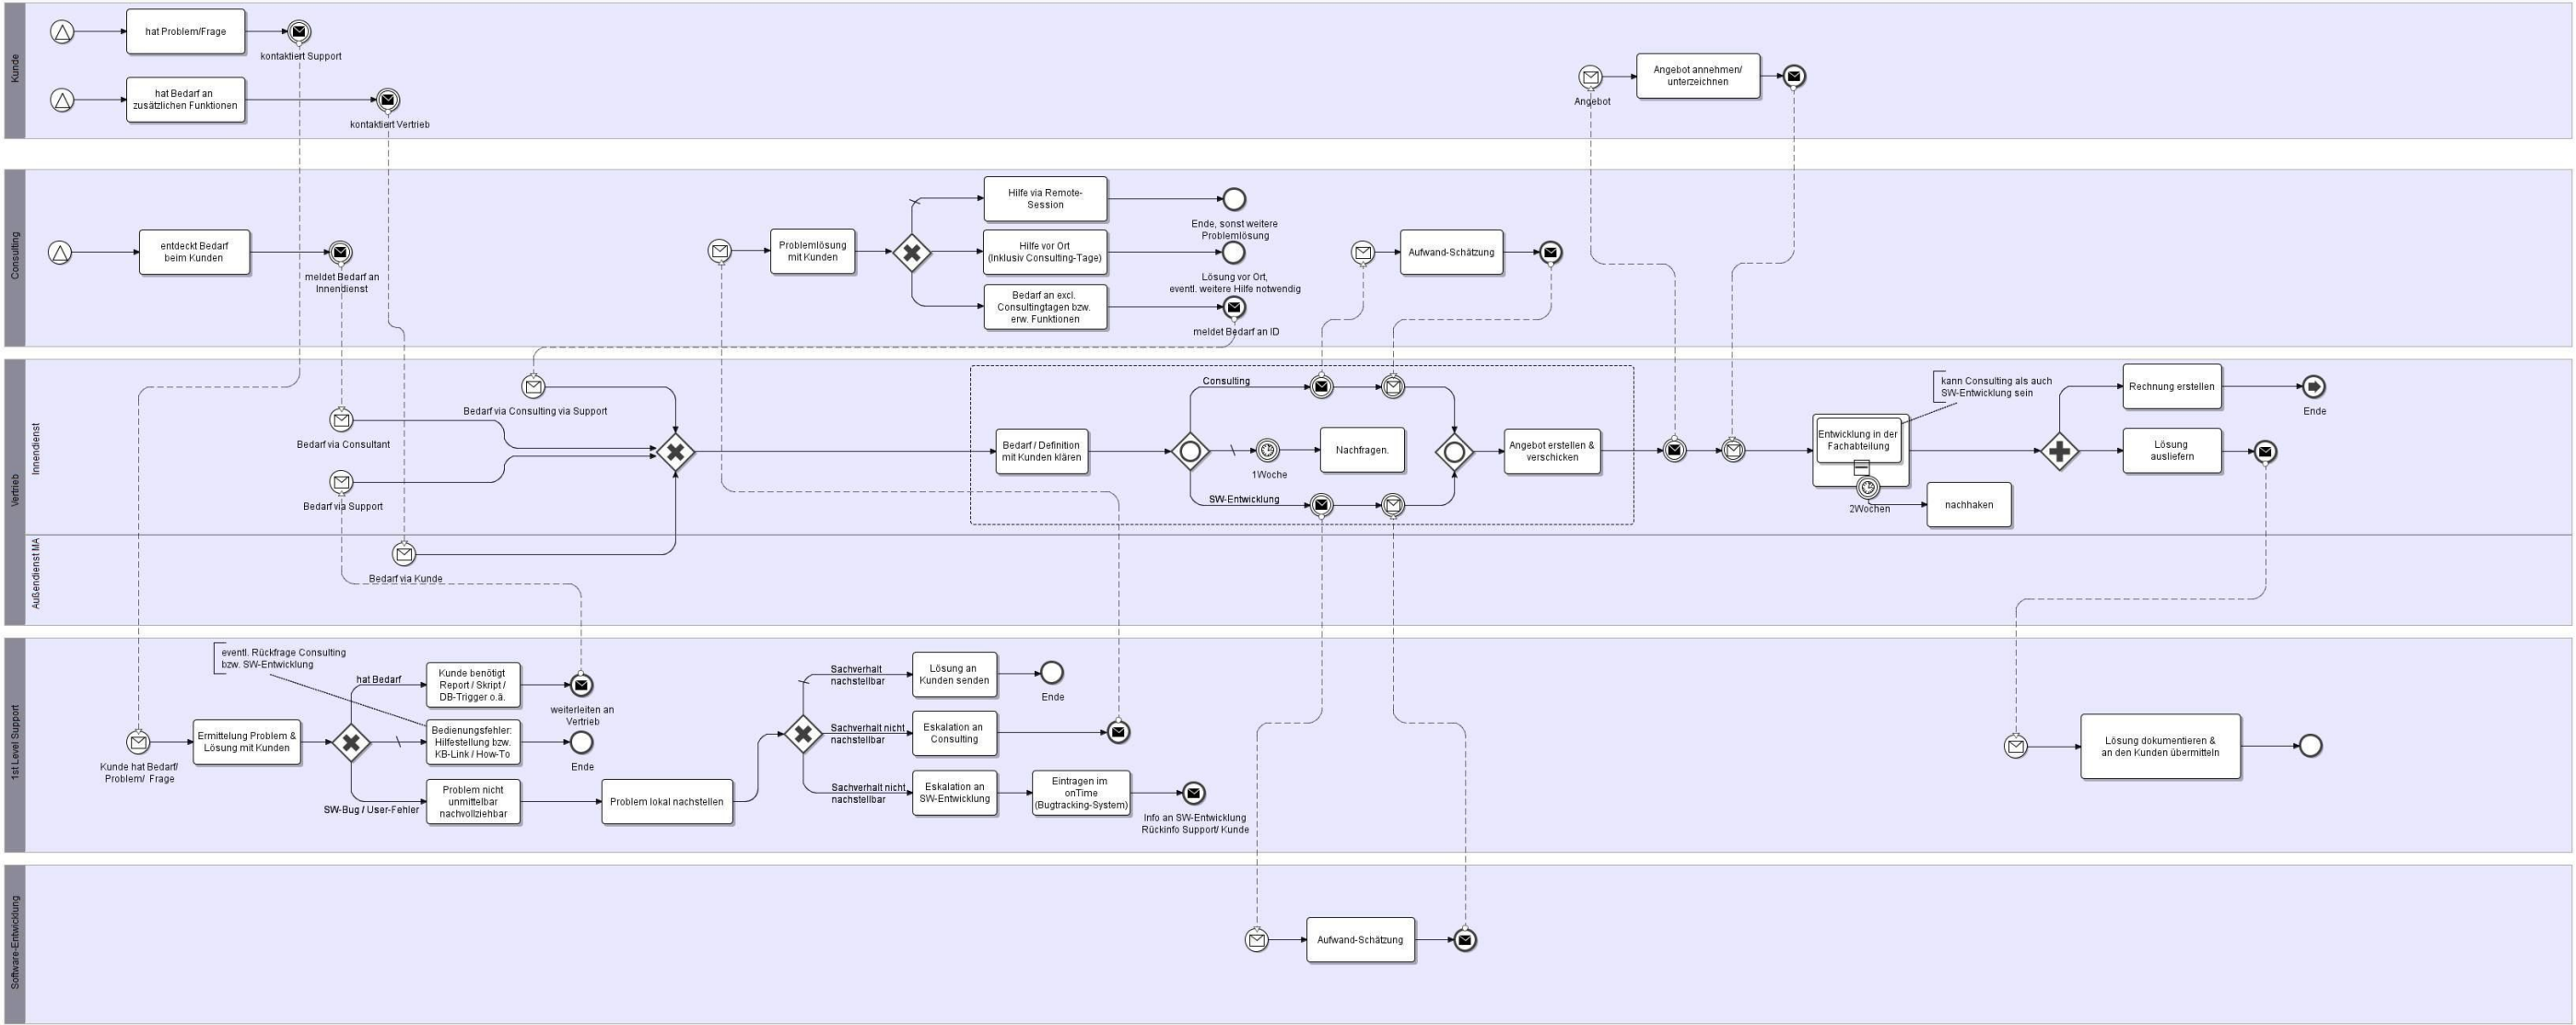 Kunde
hat Problem/Frage
kontaktiert Support
hat Bedarf an
zusätzlichen Funktionen
kontaktiert Vertrieb
Angebot
Angebot annehmen/
unterzeichnen
Consulting
entdeckt Bedarf
beim Kunden
meldet Bedarf an
Innendienst
Problemlösung
mit Kunden
Hilfe via Remote-
Session
Ende, sonst weitere
Problemlösung
Hilfe vor Ort
(Inklusiv Consulting-Tage)
Lösung vor Ort,
eventl. weitere Hilfe notwendig
Bedarf an excl.
Consultingtagen bzw.
erw. Funktionen
meldet Bedarf an ID
Aufwand-Schätzung
Vertrieb
Innendienst
Bedarf via Consulting via Support
Bedarf via Consultant
Bedarf via Support
Bedarf / Definition
mit Kunden klären
Consulting
1Woche
Nachfragen.
SW-Entwicklung
Angebot erstellen &
verschicken
Entwicklung in der
Fachabteilung
kann Consulting als auch
SW-Entwicklung sein
2Wochen
nachhaken
Rechnung erstellen
Ende
Lösung
ausliefern
Außendienst MA
Bedarf via Kunde
1st Level Support
eventl. Rückfrage Consulting
bzw. SW-Entwicklung
Kunde hat Bedarf/
Problem/ Frage
Ermittelung Problem &
Lösung mit Kunden
hat Bedarf
Kunde benötigt
Report / Skript /
DB-Trigger o.ä.
weiterleiten an
Vertrieb
Bedienungsfehler:
Hilfestellung bzw.
KB-Link / How-To
Ende
SW-Bug / User-Fehler
Problem nicht
unmittelbar
nachvollziehbar
Problem lokal nachstellen
Sachverhalt
nachstellbar
Lösung an
Kunden senden
Ende
Sachverhalt nicht
nachstellbar
Eskalation an
Consulting
Sachverhalt nicht
nachstellbar
Eskalation an
SW-Entwicklung
Eintragen im
onTime
(Bugtracking-System)
Info an SW-Entwicklung
Rückinfo Support/ Kunde
Lösung dokumentieren &
an den Kunden übermitteln
Software-Entwicklung
Aufwand-Schätzung